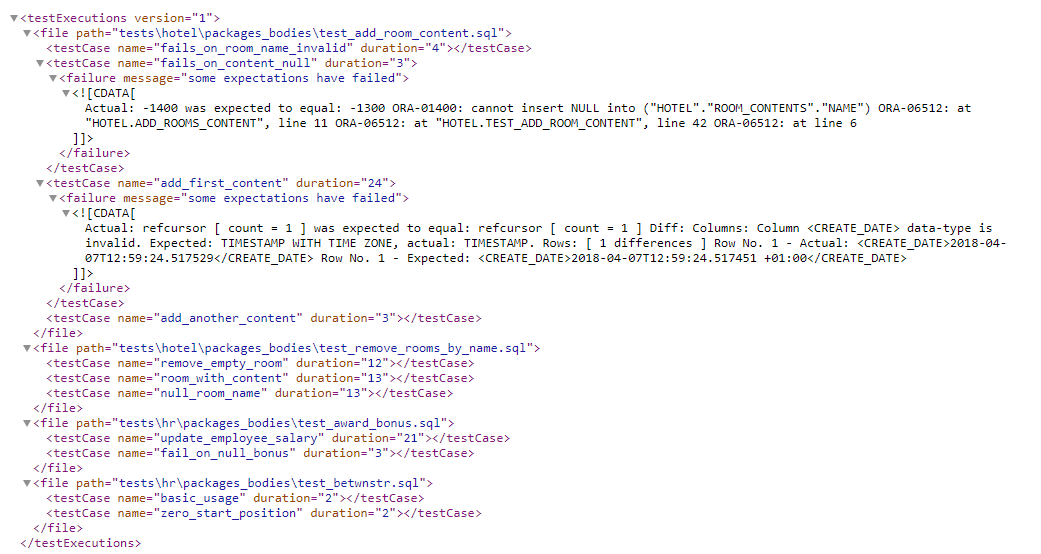 ▼<testExecutions version="1">
▼<file path="tests\hotel\packages_bodies\test_add_room_content.sql">
<testCase name="fails_on_room_name_invalid" duration="4"></testCase>
▼<testCase name="fails_on_content_null" duration="3">
▼<failure message="some expectations have failed">
▼<![CDATA[
Actual: -1400 was expected to equal: -1300 ORA-01400: cannot insert NULL into ("HOTEL"."ROOM_CONTENTS"."NAME") ORA-06512: at
"HOTEL.ADD_ROOMS_CONTENT", line 11 ORA-06512: at "HOTEL.TEST_ADD_ROOM_CONTENT", line 42 ORA-06512: at line 6
]]>
</failure>
</testCase>
▼<testCase name="add_first_content" duration="24">
▼<failure message="some expectations have failed">
▼<![CDATA[
Actual: refcursor [ count = 1 ] was expected to equal: refcursor [ count = 1 ] Diff: Columns: Column <CREATE_DATE> data-type is
invalid. Expected: TIMESTAMP WITH TIME ZONE, actual: TIMESTAMP. Rows: [ 1 differences ] Row No. 1 - Actual: <CREATE_DATE>2018-04-
07T12:59:24.517529</CREATE_DATE> Row No. 1 - Expected: <CREATE_DATE>2018-04-07T12:59:24.517451 +01:00</CREATE_DATE>
]]>
</failure>
</testCase>
<testCase name="add_another_content" duration="3"></testCase>
</file>
▼<file path="tests\hotel\packages_bodies\test_remove_rooms_by_name.sql">
<testCase name="remove_empty_room" duration="12"></testCase>
<testCase name="room_with_content" duration="13"></testCase>
<testCase name="null_room_name" duration="13"></testCase>
</file>
▼<file path="tests\hr\packages_bodies\test_award_bonus.sql">
<testCase name="update_employee_salary" duration="21"></testCase>
<testCase name="fail_on_null_bonus" duration="3"></testCase>
</file>
▼<file path="tests\hr\packages_bodies\test_betwnstr.sql">
<testCase name="basic_usage" duration="2"></testCase>
<testCase name="zero_start_position" duration="2"></testCase>
</file>
</testExecutions>